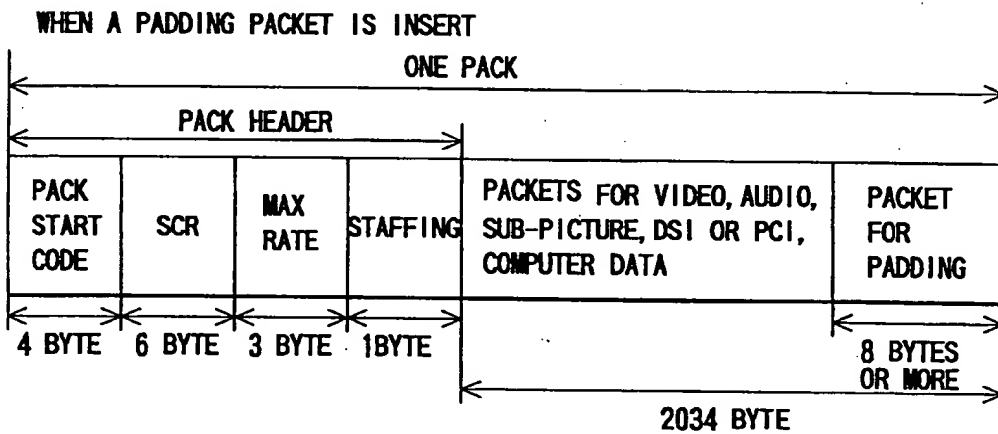 WHEN A PADDING PACKET IS INSERT
ONE PACK
PACK HEADER
PACK
START
CODE
SCR
MAX
RATE
STAFFING
PACKETS FOR VIDEO, AUDIO,
SUB-PICTURE, DSI OR PCI,
COMPUTER DATA
PACKET
FOR
PADDING
4 BYTE
6 BYTE
3 BYTE
1BYTE
8 BYTES
OR MORE
2034 BYTE